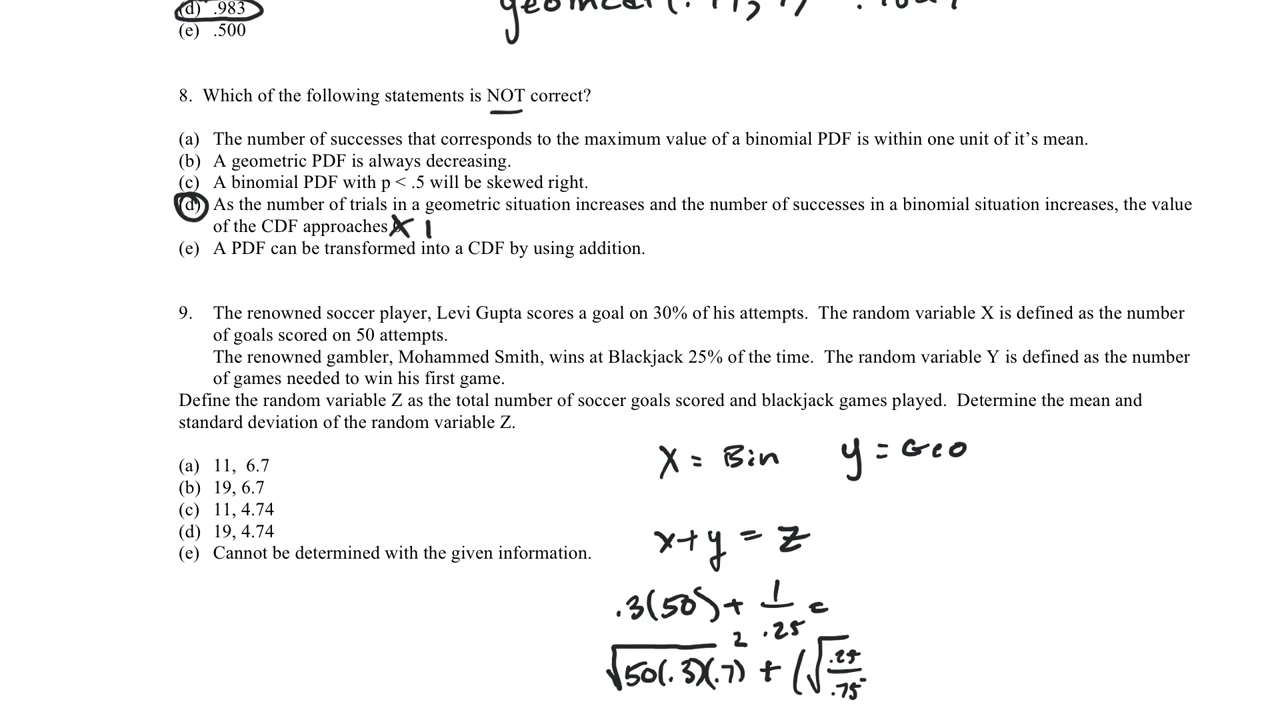 (d) .983
(e) .500
8. Which of the following statements is NOT correct?
(a) The number of successes that corresponds to the maximum value of a binomial PDF is within one unit of it's mean.
(b) A geometric PDF is always decreasing.
(c) A binomial PDF with p < .5 will be skewed right.
(d) As the number of trials in a geometric situation increases and the number of successes in a binomial situation increases, the value
of the CDF approaches 1
(e) A PDF can be transformed into a CDF by using addition.
9. The renowned soccer player, Levi Gupta scores a goal on 30% of his attempts. The random variable X is defined as the number
of goals scored on 50 attempts.
The renowned gambler, Mohammed Smith, wins at Blackjack 25% of the time. The random variable Y is defined as the number
of games needed to win his first game.
Define the random variable Z as the total number of soccer goals scored and blackjack games played. Determine the mean and
standard deviation of the random variable Z.
X = Bin y = Geo
(a) 11, 6.7
(b) 19, 6.7
(c) 11, 4.74
(d) 19, 4.74
(e) Cannot be determined with the given information.
x+y = Z
.3(50) + 1/.25 =
√50(.3)(.7)² + (√.25/.75